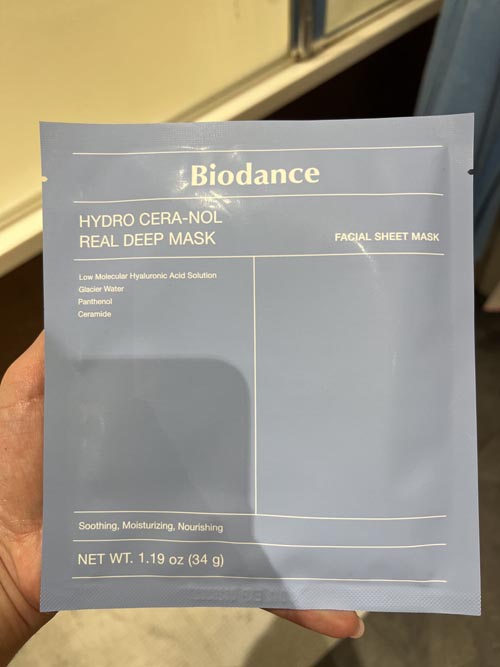 Biodance
HYDRO CERA-NOL
REAL DEEP MASK
FACIAL SHEET MASK
Low Molecular Hyaluronic Acid Solution
Glacier Water
Panthenol
Ceramide
Soothing, Moisturizing, Nourishing
NET WT. 1.19 oz (34 g)